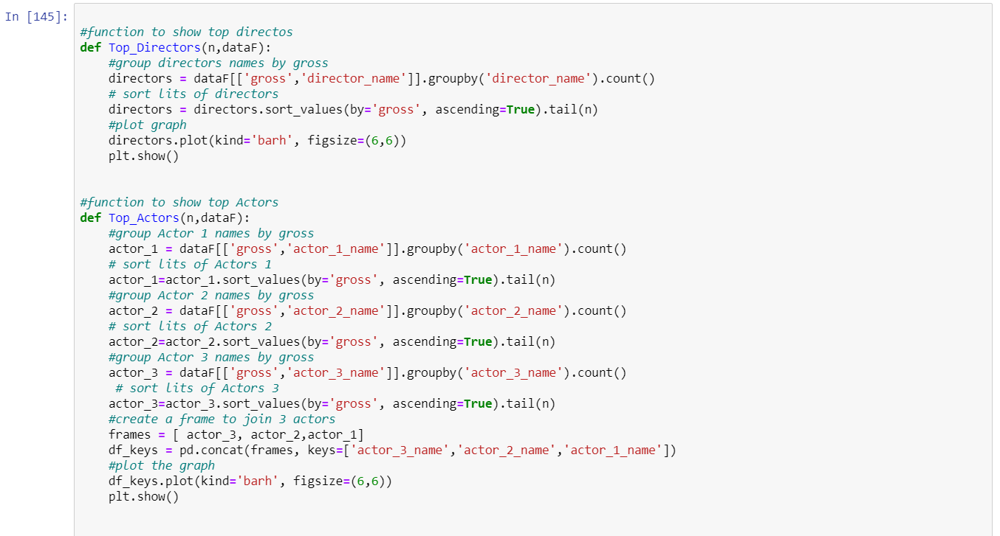 In [145]:
#function to show top directos
def Top_Directors(n,dataF):
    #group directors names by gross
    directors = dataF[['gross','director_name']].groupby('director_name').count()
    # sort lits of directors
    directors = directors.sort_values(by='gross', ascending=True).tail(n)
    #plot graph
    directors.plot(kind='barh', figsize=(6,6))
    plt.show()
#function to show top Actors
def Top_Actors(n,dataF):
    #group Actor 1 names by gross
    actor_1 = dataF[['gross','actor_1_name']].groupby('actor_1_name').count()
    # sort lits of Actors 1
    actor_1=actor_1.sort_values(by='gross', ascending=True).tail(n)
    #group Actor 2 names by gross
    actor_2 = dataF[['gross','actor_2_name']].groupby('actor_2_name').count()
    # sort lits of Actors 2
    actor_2=actor_2.sort_values(by='gross', ascending=True).tail(n)
    #group Actor 3 names by gross
    actor_3 = dataF[['gross','actor_3_name']].groupby('actor_3_name').count()
     # sort lits of Actors 3
    actor_3=actor_3.sort_values(by='gross', ascending=True).tail(n)
    #create a frame to join 3 actors
    frames = [ actor_3, actor_2,actor_1]
    df_keys = pd.concat(frames, keys=['actor_3_name','actor_2_name','actor_1_name'])
    #plot the graph
    df_keys.plot(kind='barh', figsize=(6,6))
    plt.show()